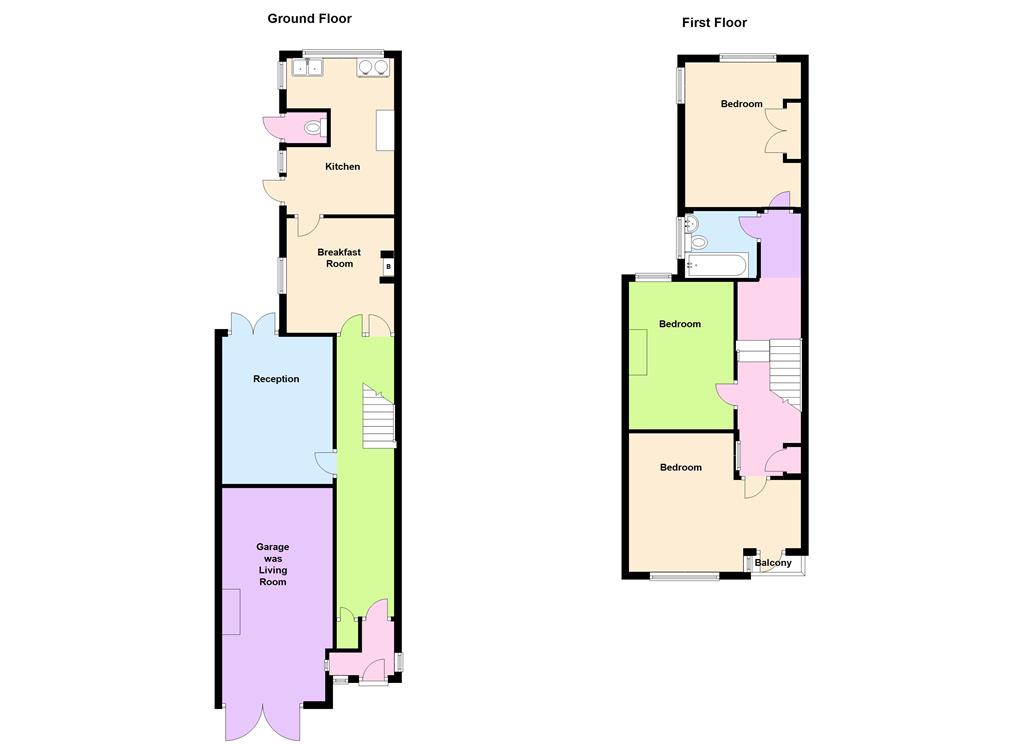 Ground Floor
First Floor
Kitchen
Breakfast
Room
B
Reception
Garage
was
Living
Room
Bedroom
Bedroom
Bedroom
Balcony